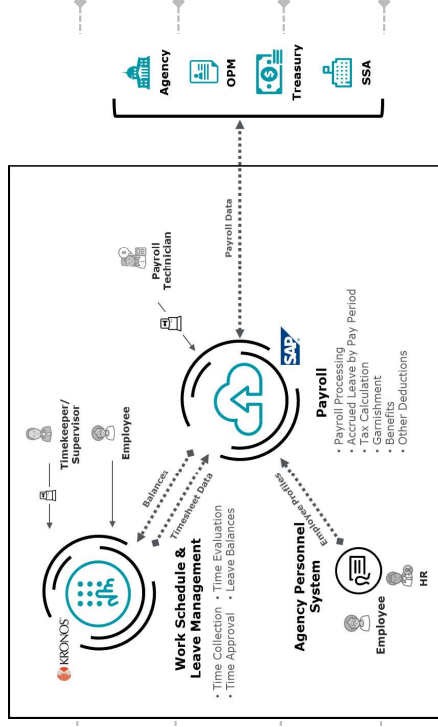 KRONOS
Timekeeper/
Supervisor
Employee
Work Schedule &
Leave Management
· Time Collection · Time Evaluation
· Time Approval · Leave Balances
Balances
Timesheet Data
Payroll
Technician
SAP
Payroll
· Payroll Processing
· Accrued Leave by Pay Period
· Tax Calculation
· Garnishment
· Benefits
· Other Deductions
Employee Profiles
Agency Personnel
System
Employee
HR
Payroll Data
Agency
OPM
Treasury
SSA